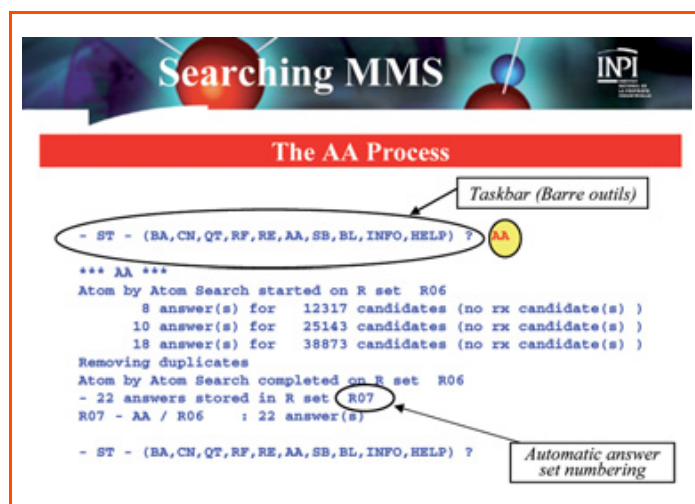 Searching MMS
INPI
The AA Process
Taskbar (Barre outils)
- ST - (BA,CN,QT,RF,RE,AA,SB,BL,INFO,HELP) ? AA
*** AA ***
Atom by Atom Search started on R set R06
8 answer(s) for 12317 candidates (no rx candidate(s) )
10 answer(s) for 25143 candidates (no rx candidate(s) )
18 answer(s) for 38873 candidates (no rx candidate(s) )
Removing duplicates
Atom by Atom Search completed on R set R06
- 22 answers stored in R set R07
R07 - AA / R06 : 22 answer(s)
- ST - (BA,CN,QT,RF,RE,AA,SB,BL,INFO,HELP) ?
Automatic answer
set numbering